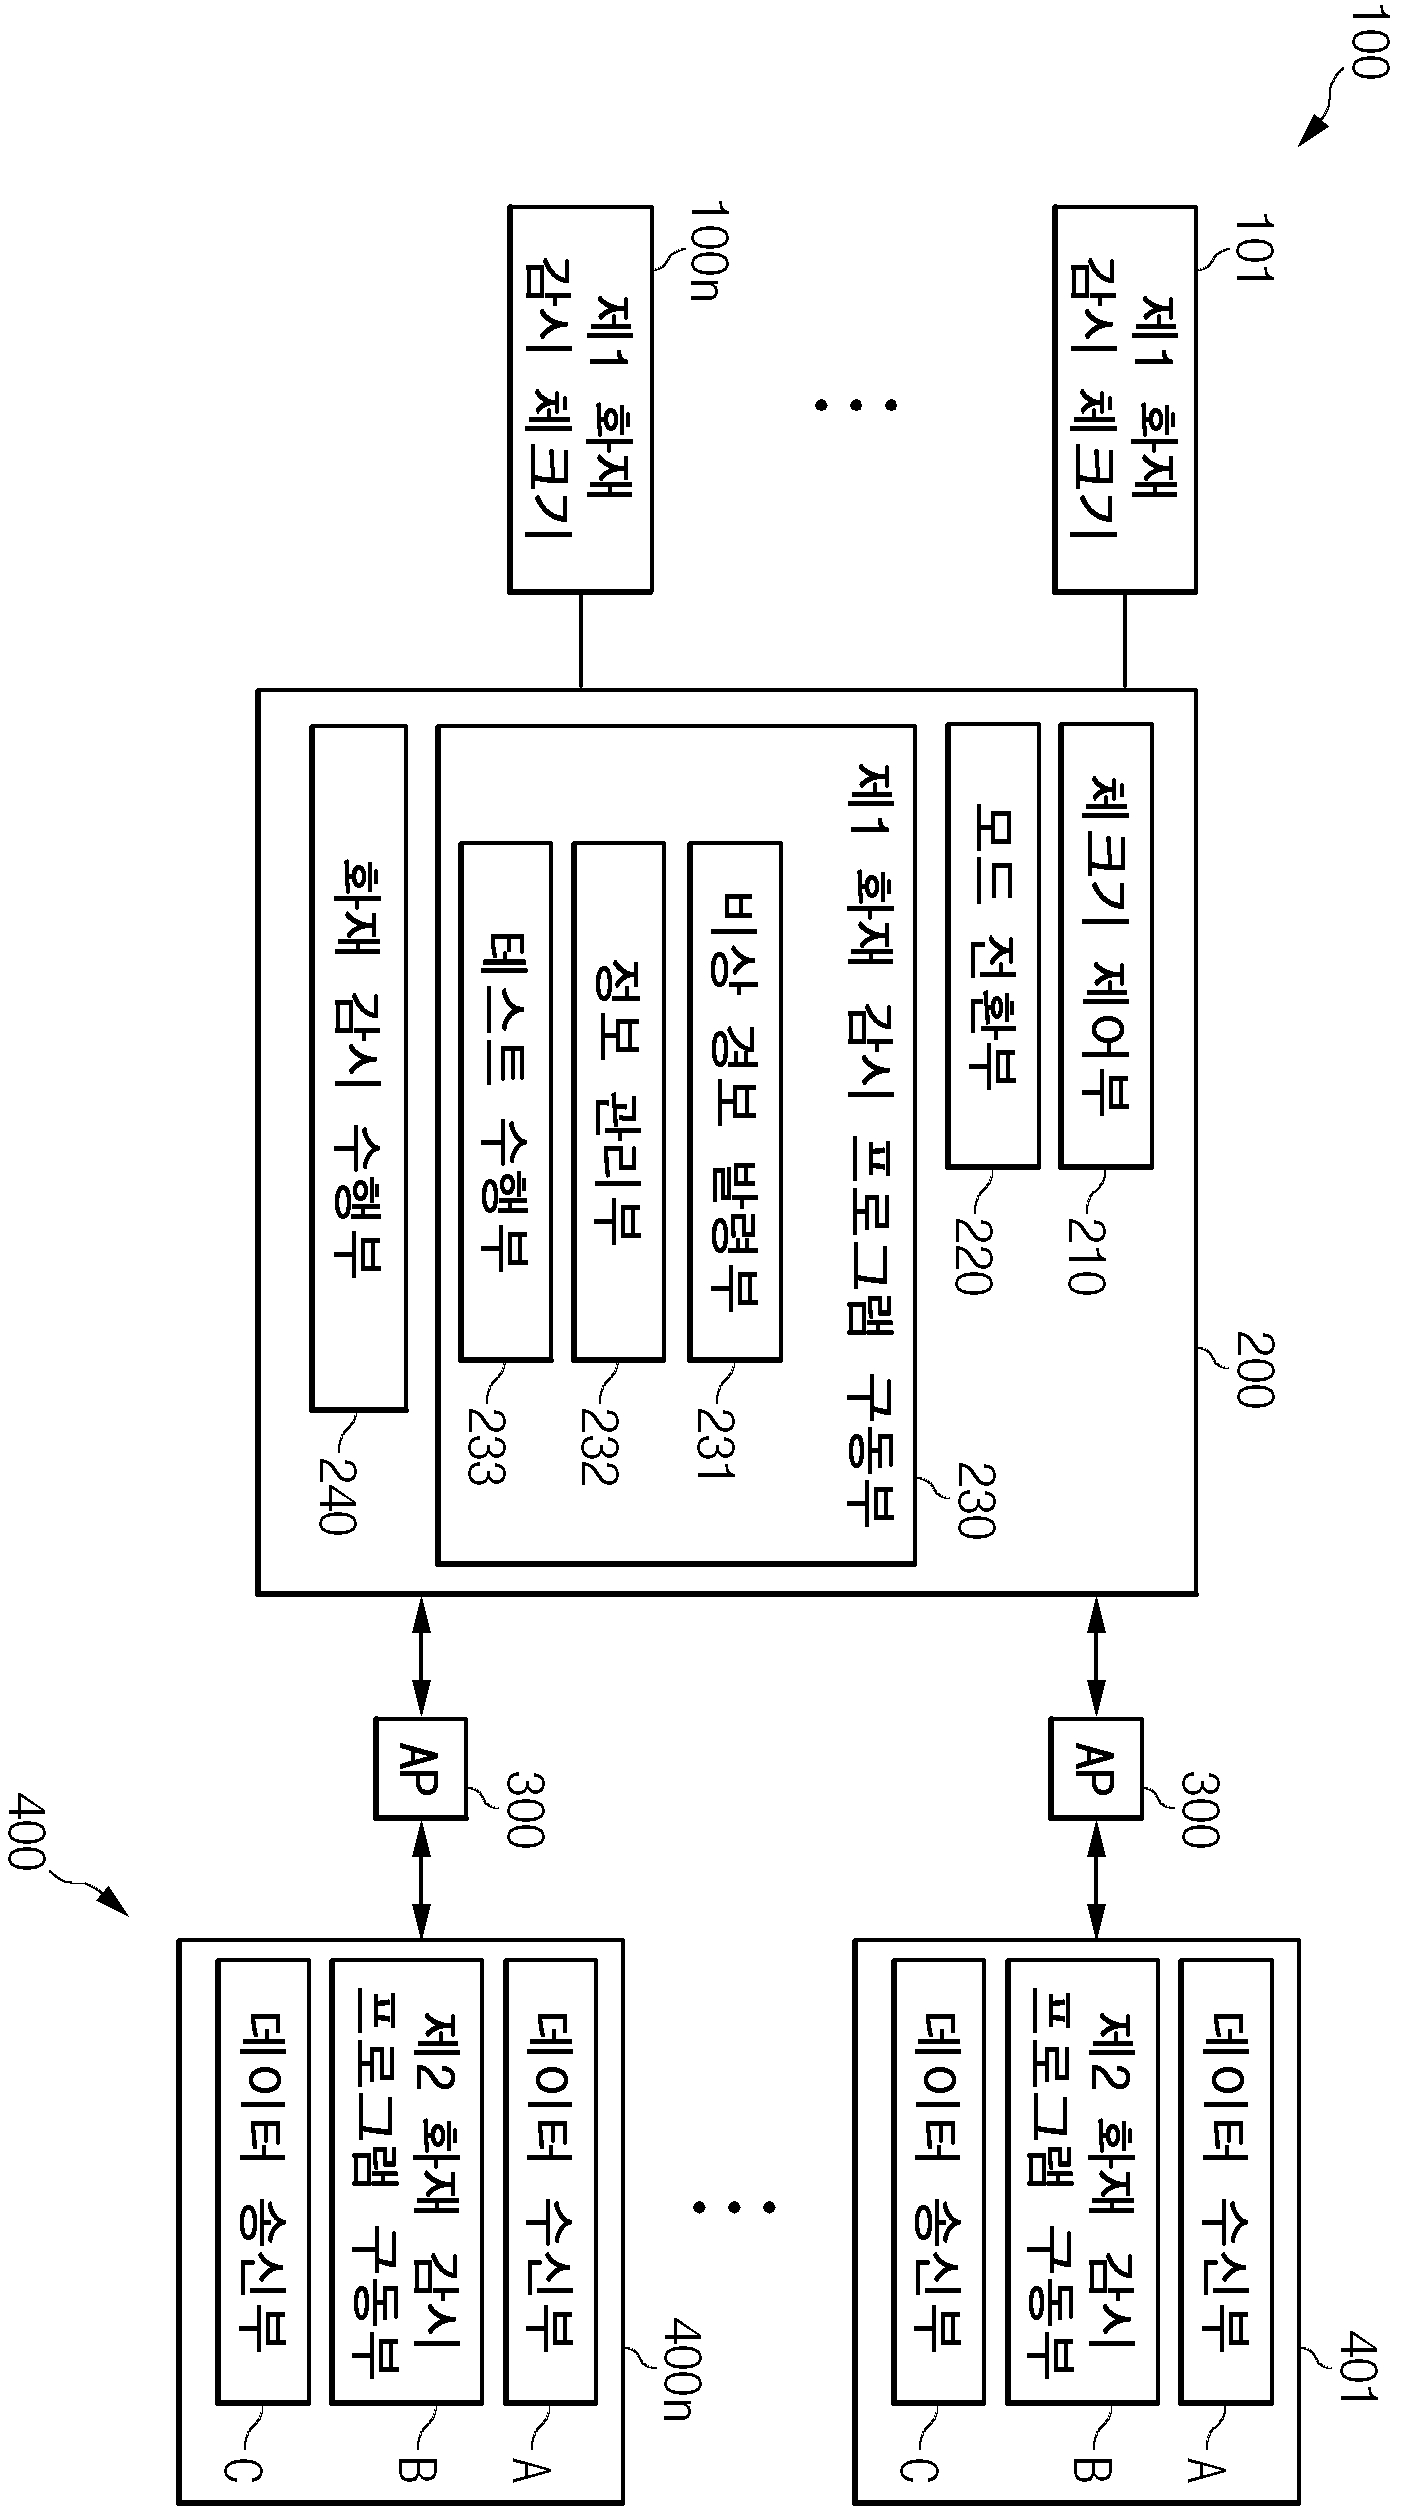 100
101
제1 화재
감시 체크기
100n
제1 화재
감시 체크기
200
체크기 제어부
210
모드 전환부
220
제1 화재 감시 프로그램 구동부
230
비상 경보 발령부
231
정보 관리부
232
테스트 수행부
233
화재 감시 수행부
240
AP
300
AP
300
400
401
데이터 수신부
A
제2 화재 감시
프로그램 구동부
B
데이터 송신부
C
400n
데이터 수신부
A
제2 화재 감시
프로그램 구동부
B
데이터 송신부
C